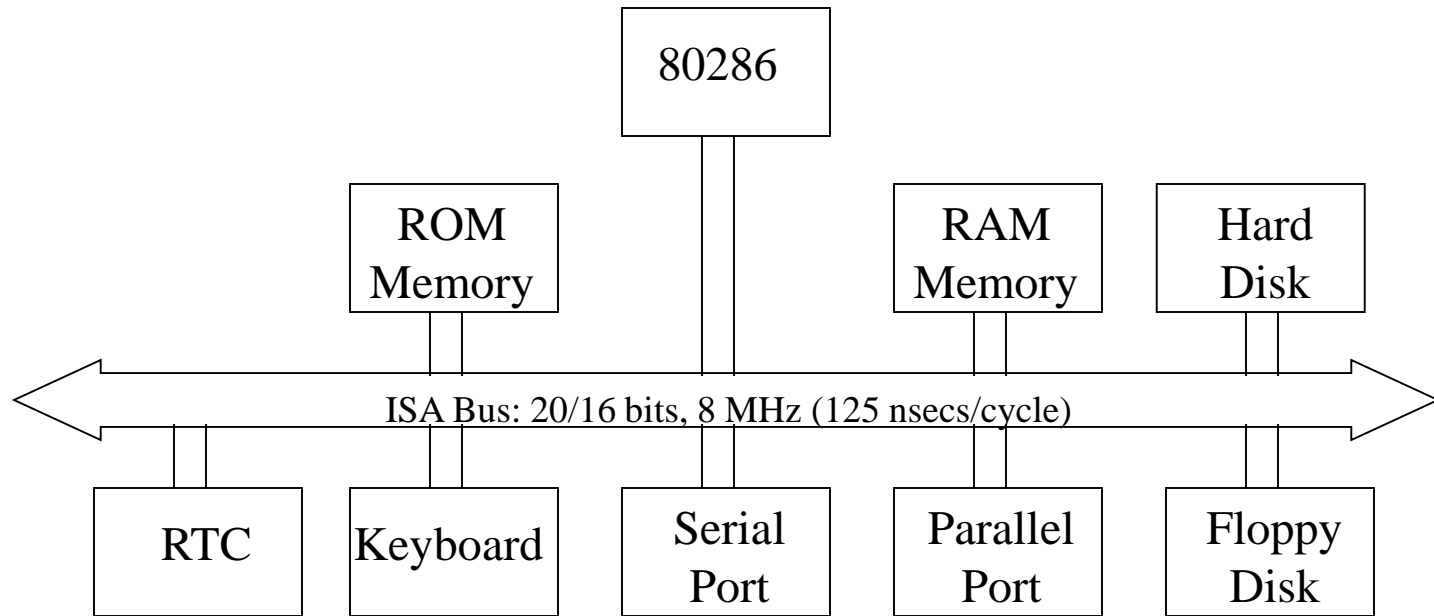 80286
ROM
Memory
RAM
Memory
Hard
Disk
ISA Bus: 20/16 bits, 8 MHz (125 nsecs/cycle)
RTC
Keyboard
Serial
Port
Parallel
Port
Floppy
Disk